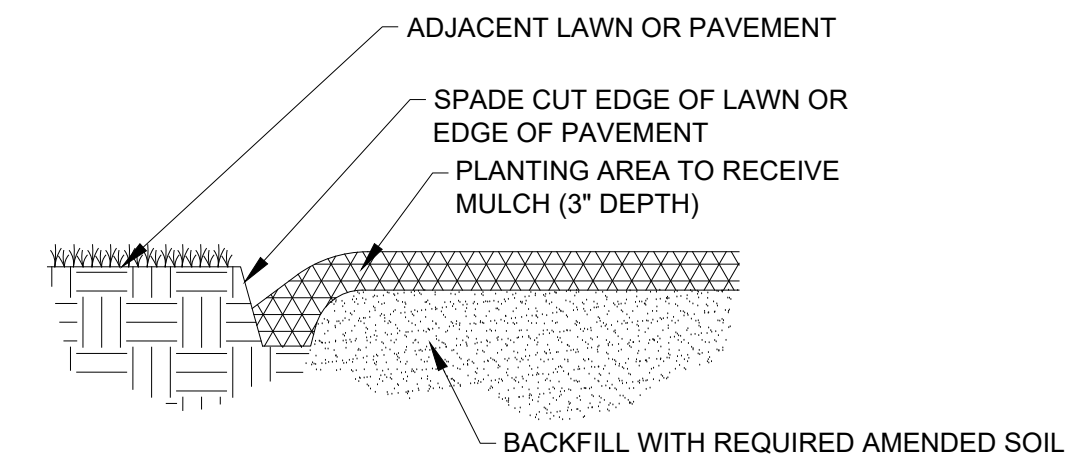 ADJACENT LAWN OR PAVEMENT
SPADE CUT EDGE OF LAWN OR
EDGE OF PAVEMENT
PLANTING AREA TO RECEIVE
MULCH (3" DEPTH)
BACKFILL WITH REQUIRED AMENDED SOIL